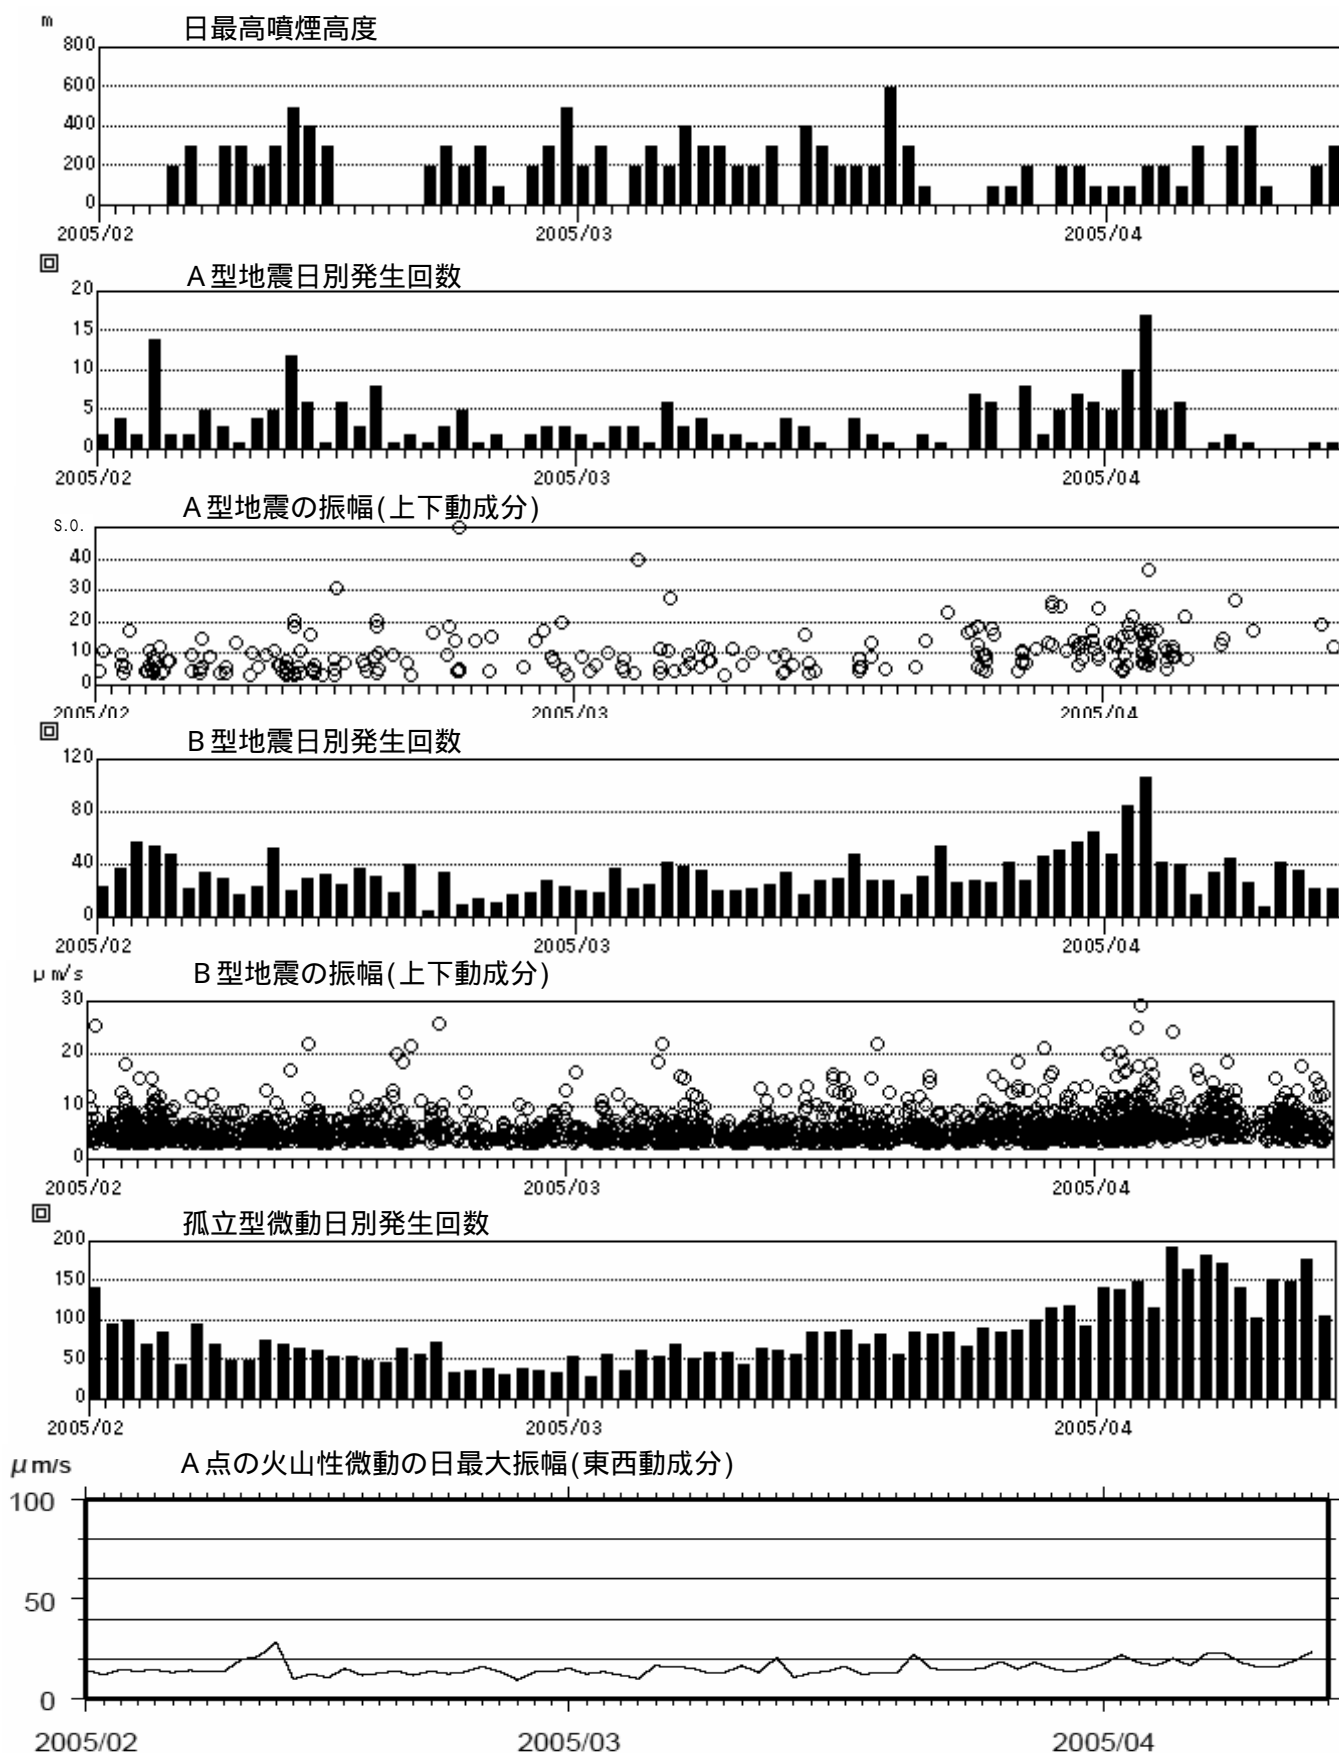 m
日最高噴煙高度
800
600
400
200
0
2005/02 2005/03 2005/04
回
A型地震日別発生回数
20
15
10
5
0
2005/02 2005/03 2005/04
A型地震の振幅(上下動成分)
S.O.
40
30
20
10
0
2005/02 2005/03 2005/04
回
B型地震日別発生回数
120
80
40
0
2005/02 2005/03 2005/04
μm/s
B型地震の振幅(上下動成分)
30
20
10
0
2005/02 2005/03 2005/04
回
孤立型微動日別発生回数
200
150
100
50
0
2005/02 2005/03 2005/04
μm/s
A点の火山性微動の日最大振幅(東西動成分)
100
50
0
2005/02 2005/03 2005/04